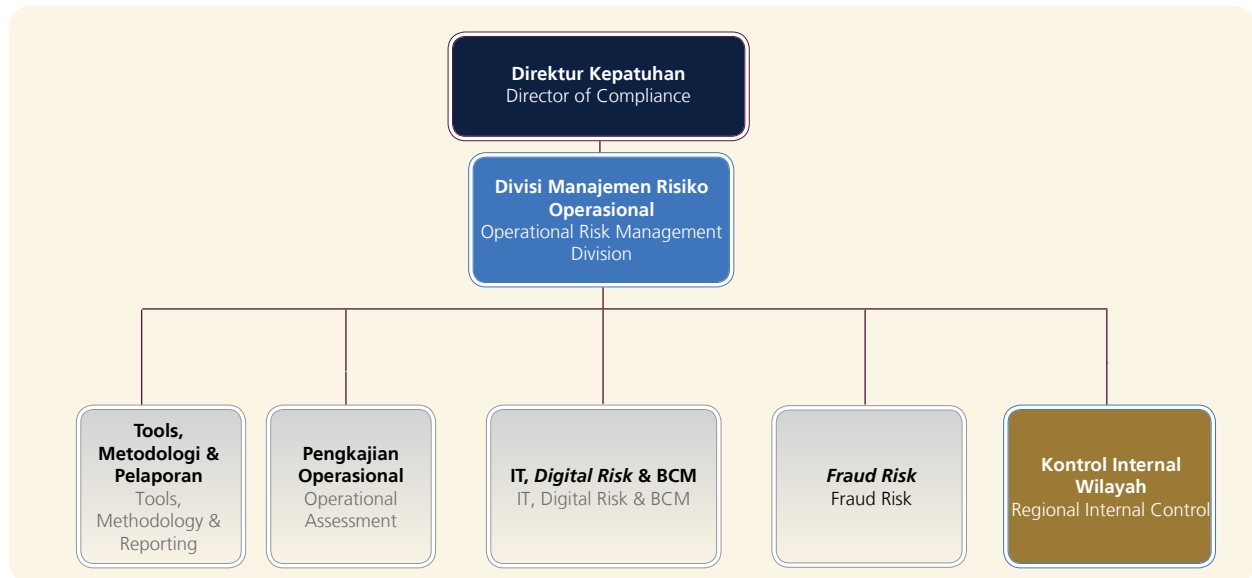 Direktur Kepatuhan
Director of Compliance
Divisi Manajemen Risiko
Operasional
Operational Risk Management
Division
Tools,
Metodologi &
Pelaporan
Tools,
Methodology &
Reporting
Pengkajian
Operasional
Operational
Assessment
IT, Digital Risk & BCM
IT, Digital Risk & BCM
Fraud Risk
Fraud Risk
Kontrol Internal
Wilayah
Regional Internal Control